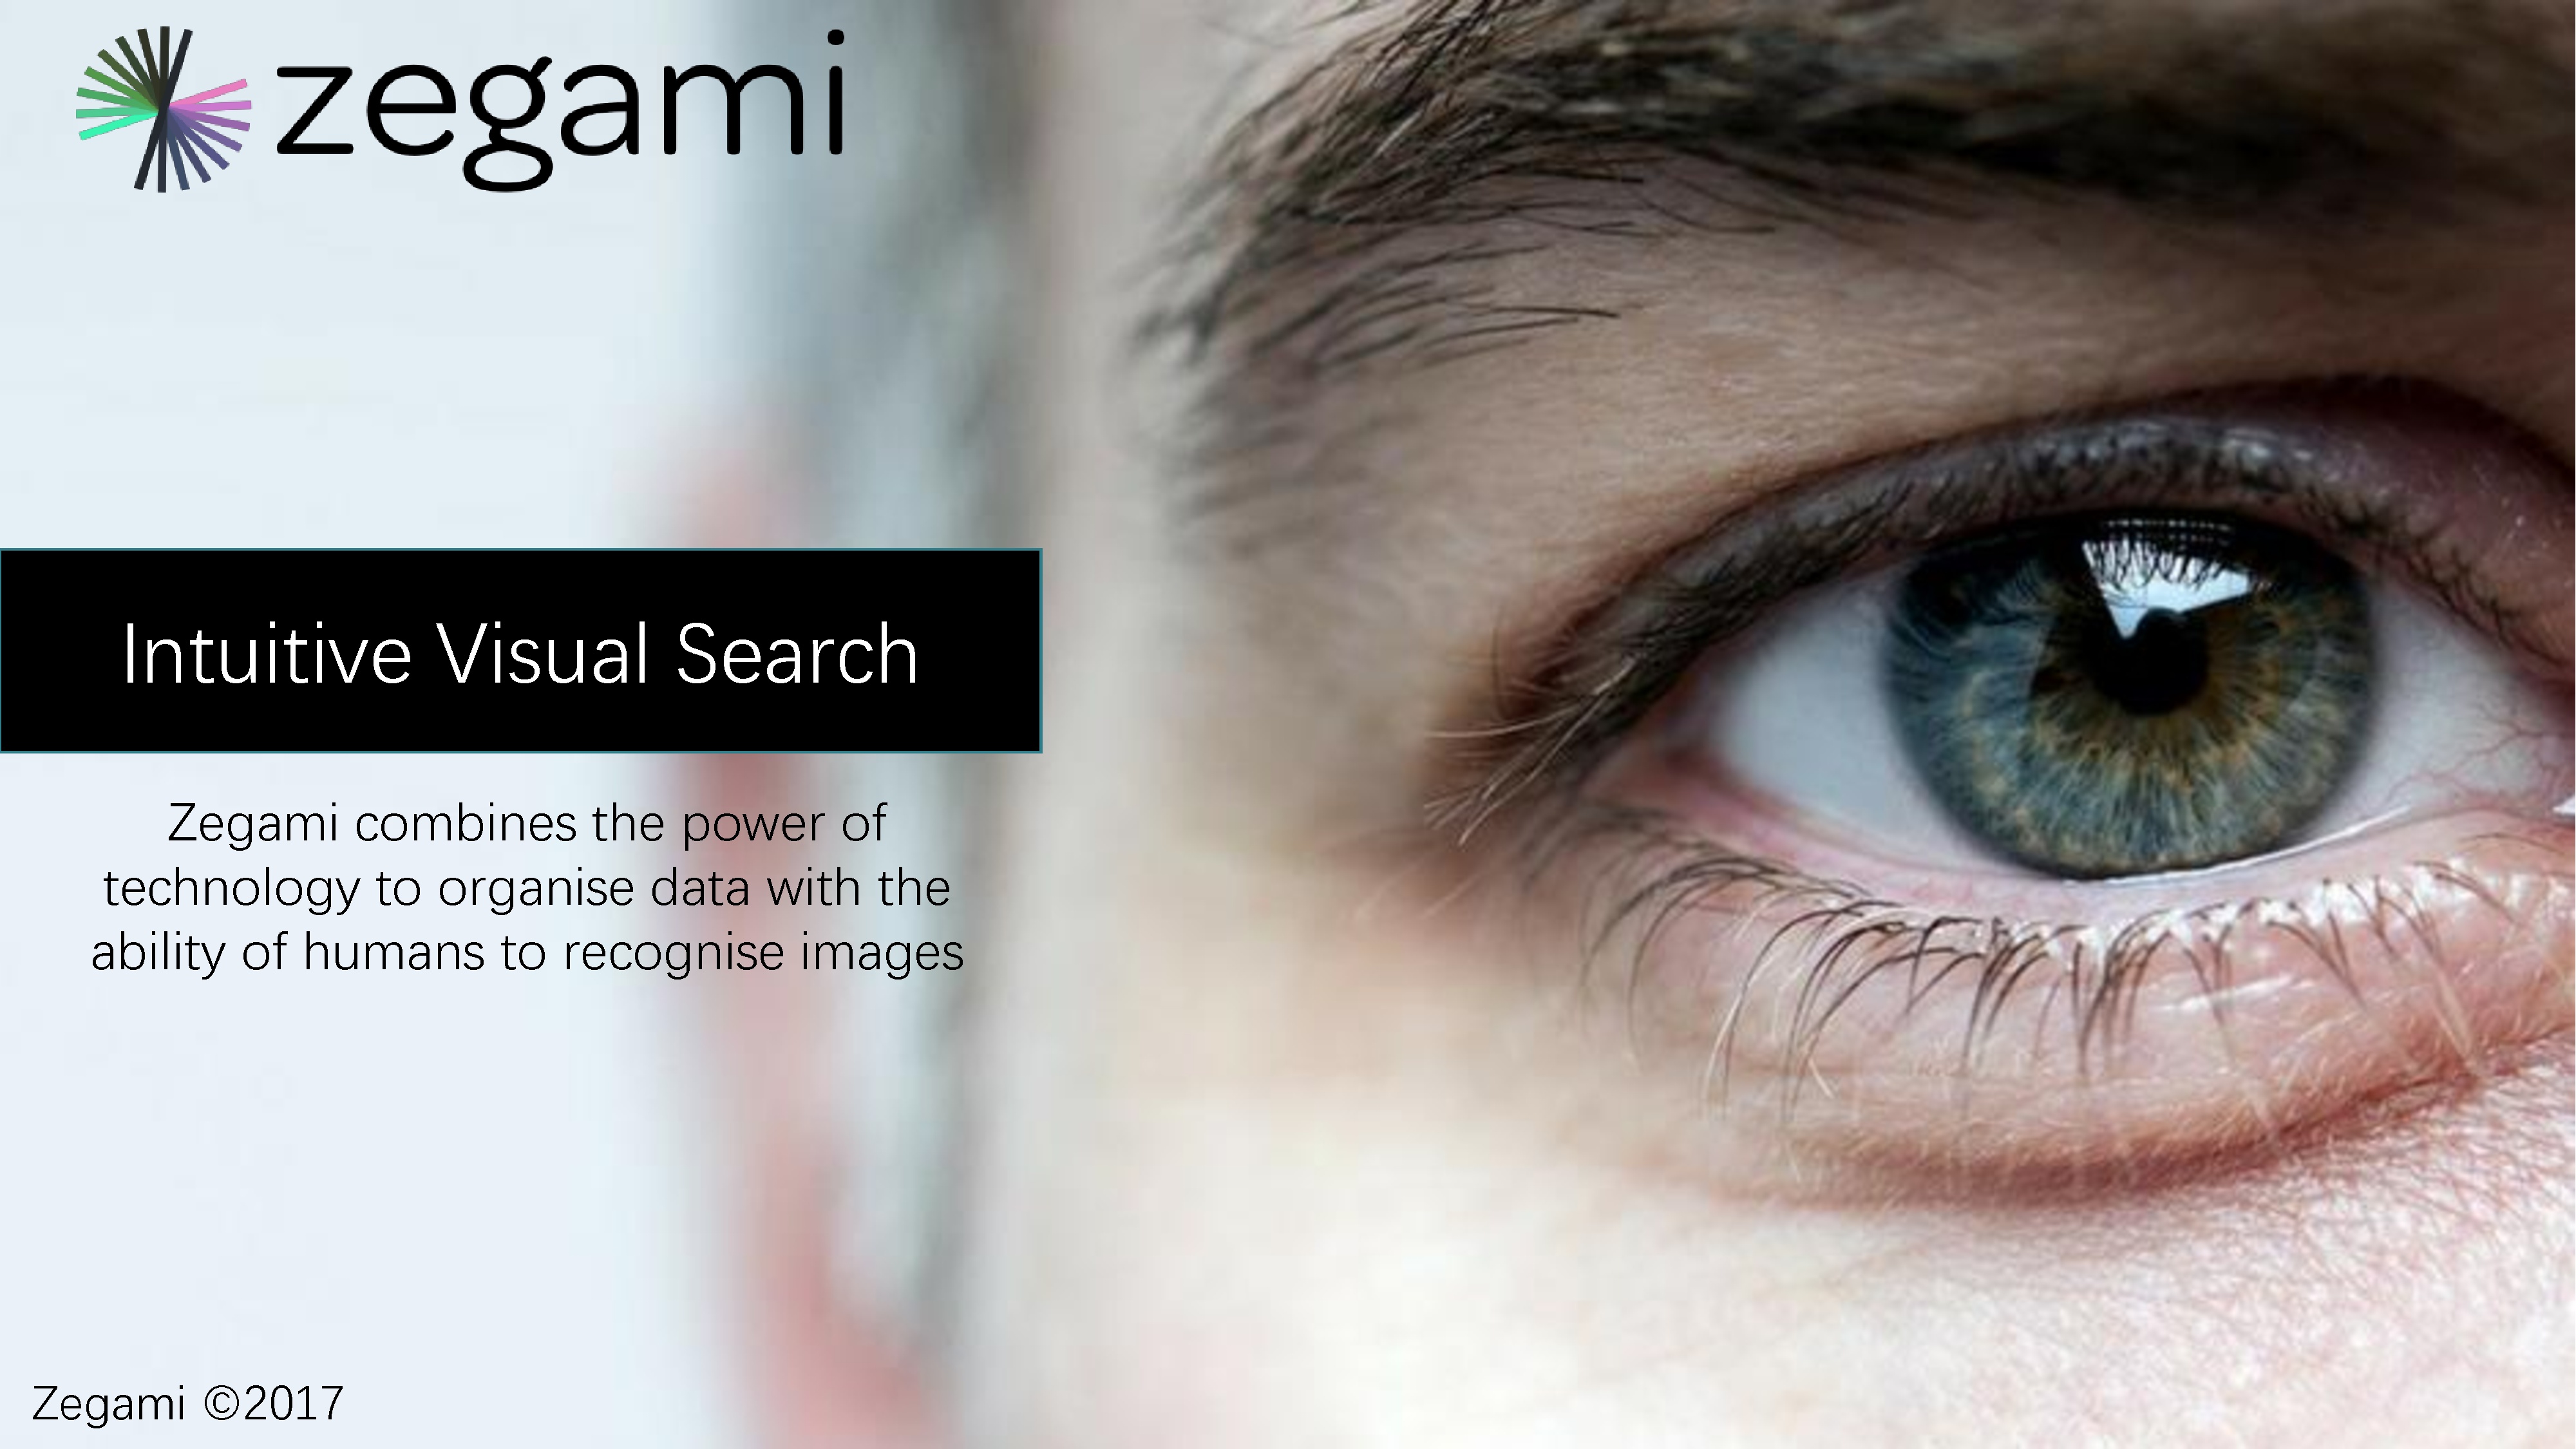 zegami
Intuitive Visual Search
Zegami combines the power of
technology to organise data with the
ability of humans to recognise images
Zegami ©2017